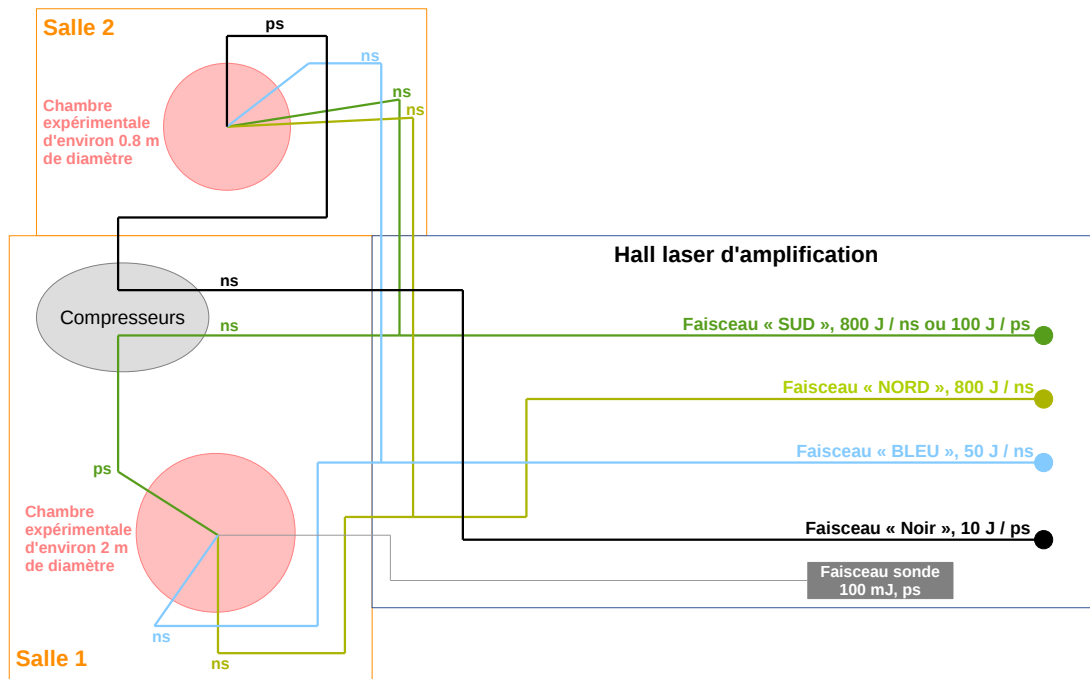 Salle 2
ps
ns
Chambre
expérimentale
d'environ 0.8 m
de diamètre
ns
ns
Hall laser d'amplification
ns
Compresseurs
ns
Faisceau « SUD », 800 J / ns ou 100 J / ps
Faisceau « NORD », 800 J / ns
Faisceau « BLEU », 50 J / ns
ps
Chambre
expérimentale
d'environ 2 m
de diamètre
Faisceau « Noir », 10 J / ps
Faisceau sonde
100 mJ, ps
ns
ns
Salle 1